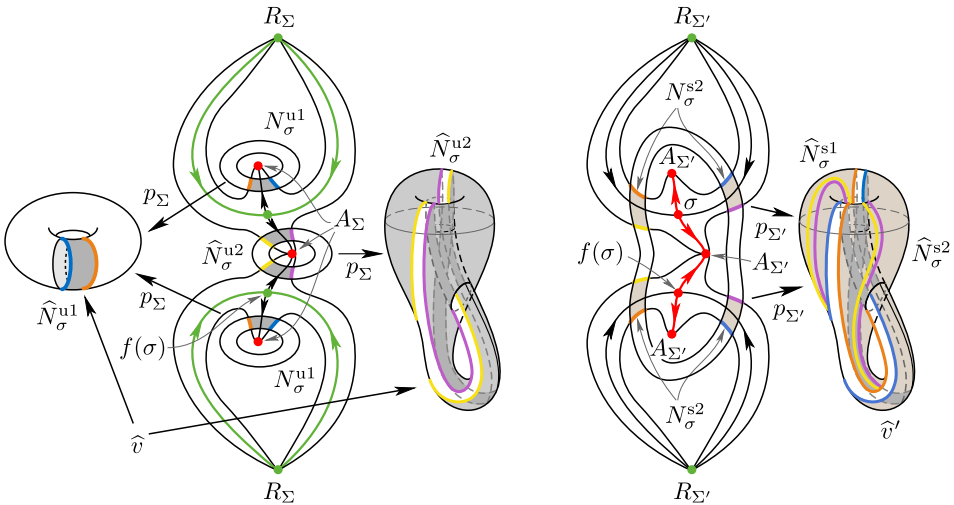 R_Σ
N_σ^u1
p_Σ
A_Σ
N̂_σ^u2
N̂_σ^u2
p_Σ
N̂_σ^u1
p_Σ
f(σ)
N_σ^u1
v̂
R_Σ
R_Σ′
N_σ^s2
A_Σ′
N̂_σ^s1
σ
p_Σ′
N̂_σ^s2
f(σ)
A_Σ′
p_Σ′
A_Σ′
N_σ^s2
v̂′
R_Σ′